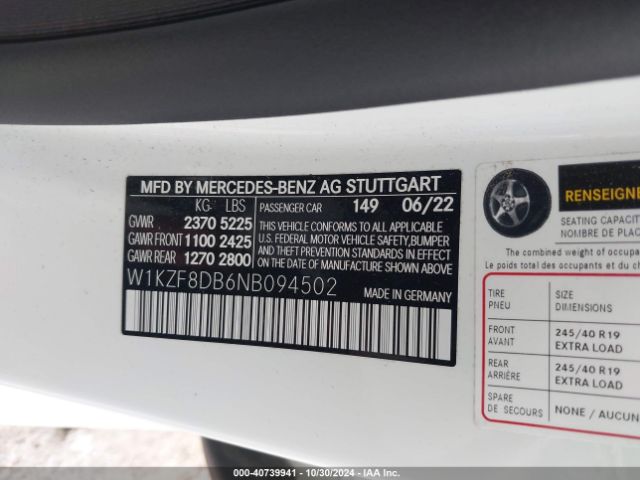 MFD BY MERCEDES-BENZ AG STUTTGART
KG LBS PASSENGER CAR 149 06/22
GVWR 2370 5225
GAWR FRONT 1100 2425
GAWR REAR 1270 2800
THIS VEHICLE CONFORMS TO ALL APPLICABLE
U.S. FEDERAL MOTOR VEHICLE SAFETY, BUMPER
AND THEFT PREVENTION STANDARDS IN EFFECT
ON THE DATE OF MANUFACTURE SHOWN ABOVE.
W1KZF8DB6NB094502
MADE IN GERMANY
RENSEIGNE
SEATING CAPACIT
NOMBRE DE PLACE
The combined weight of occup
Le poids total des occupants et du ch
TIRE
PNEU
SIZE
DIMENSIONS
FRONT
AVANT
245/40 R19
EXTRA LOAD
REAR
ARRIÈRE
245/40 R19
EXTRA LOAD
SPARE
DE SECOURS
NONE / AUCUN
000-40739941 - 10/30/2024 - IAA Inc.